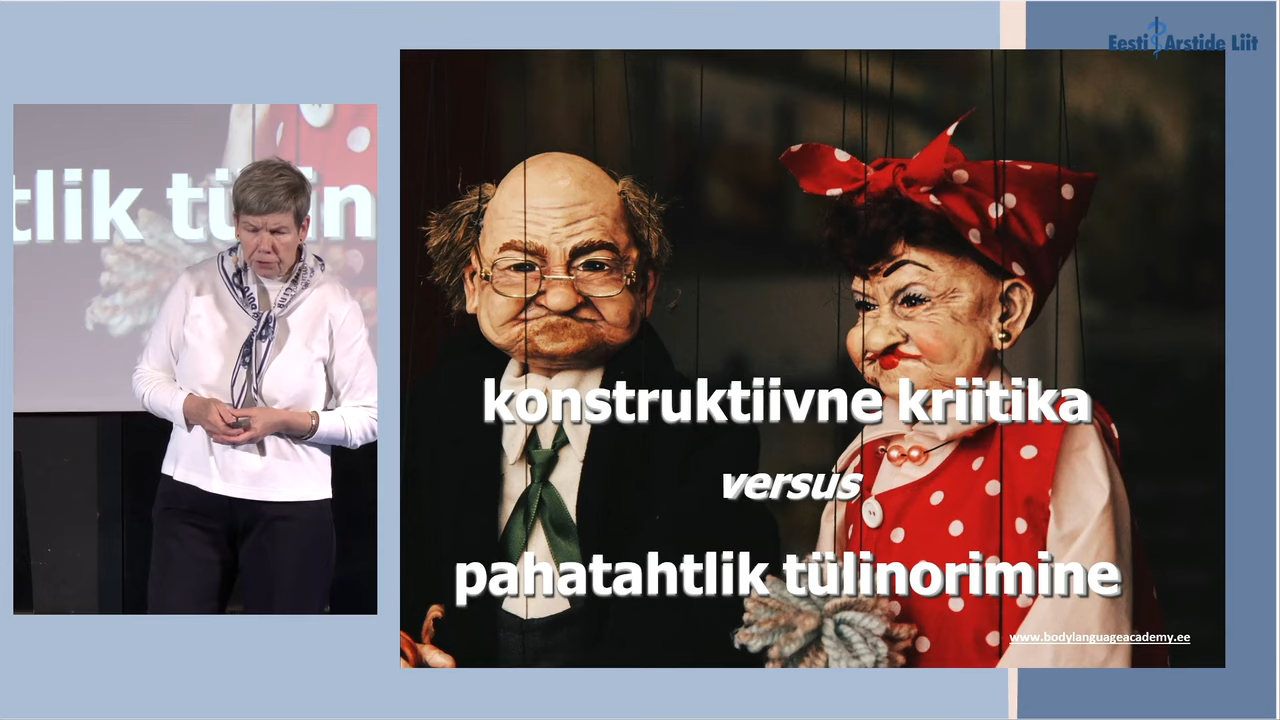 Eesti Arstide Liit
tlik tülin
konstruktiivne kriitika
versus
pahatahtlik tülinorimine
www.bodylanguageacademy.ee